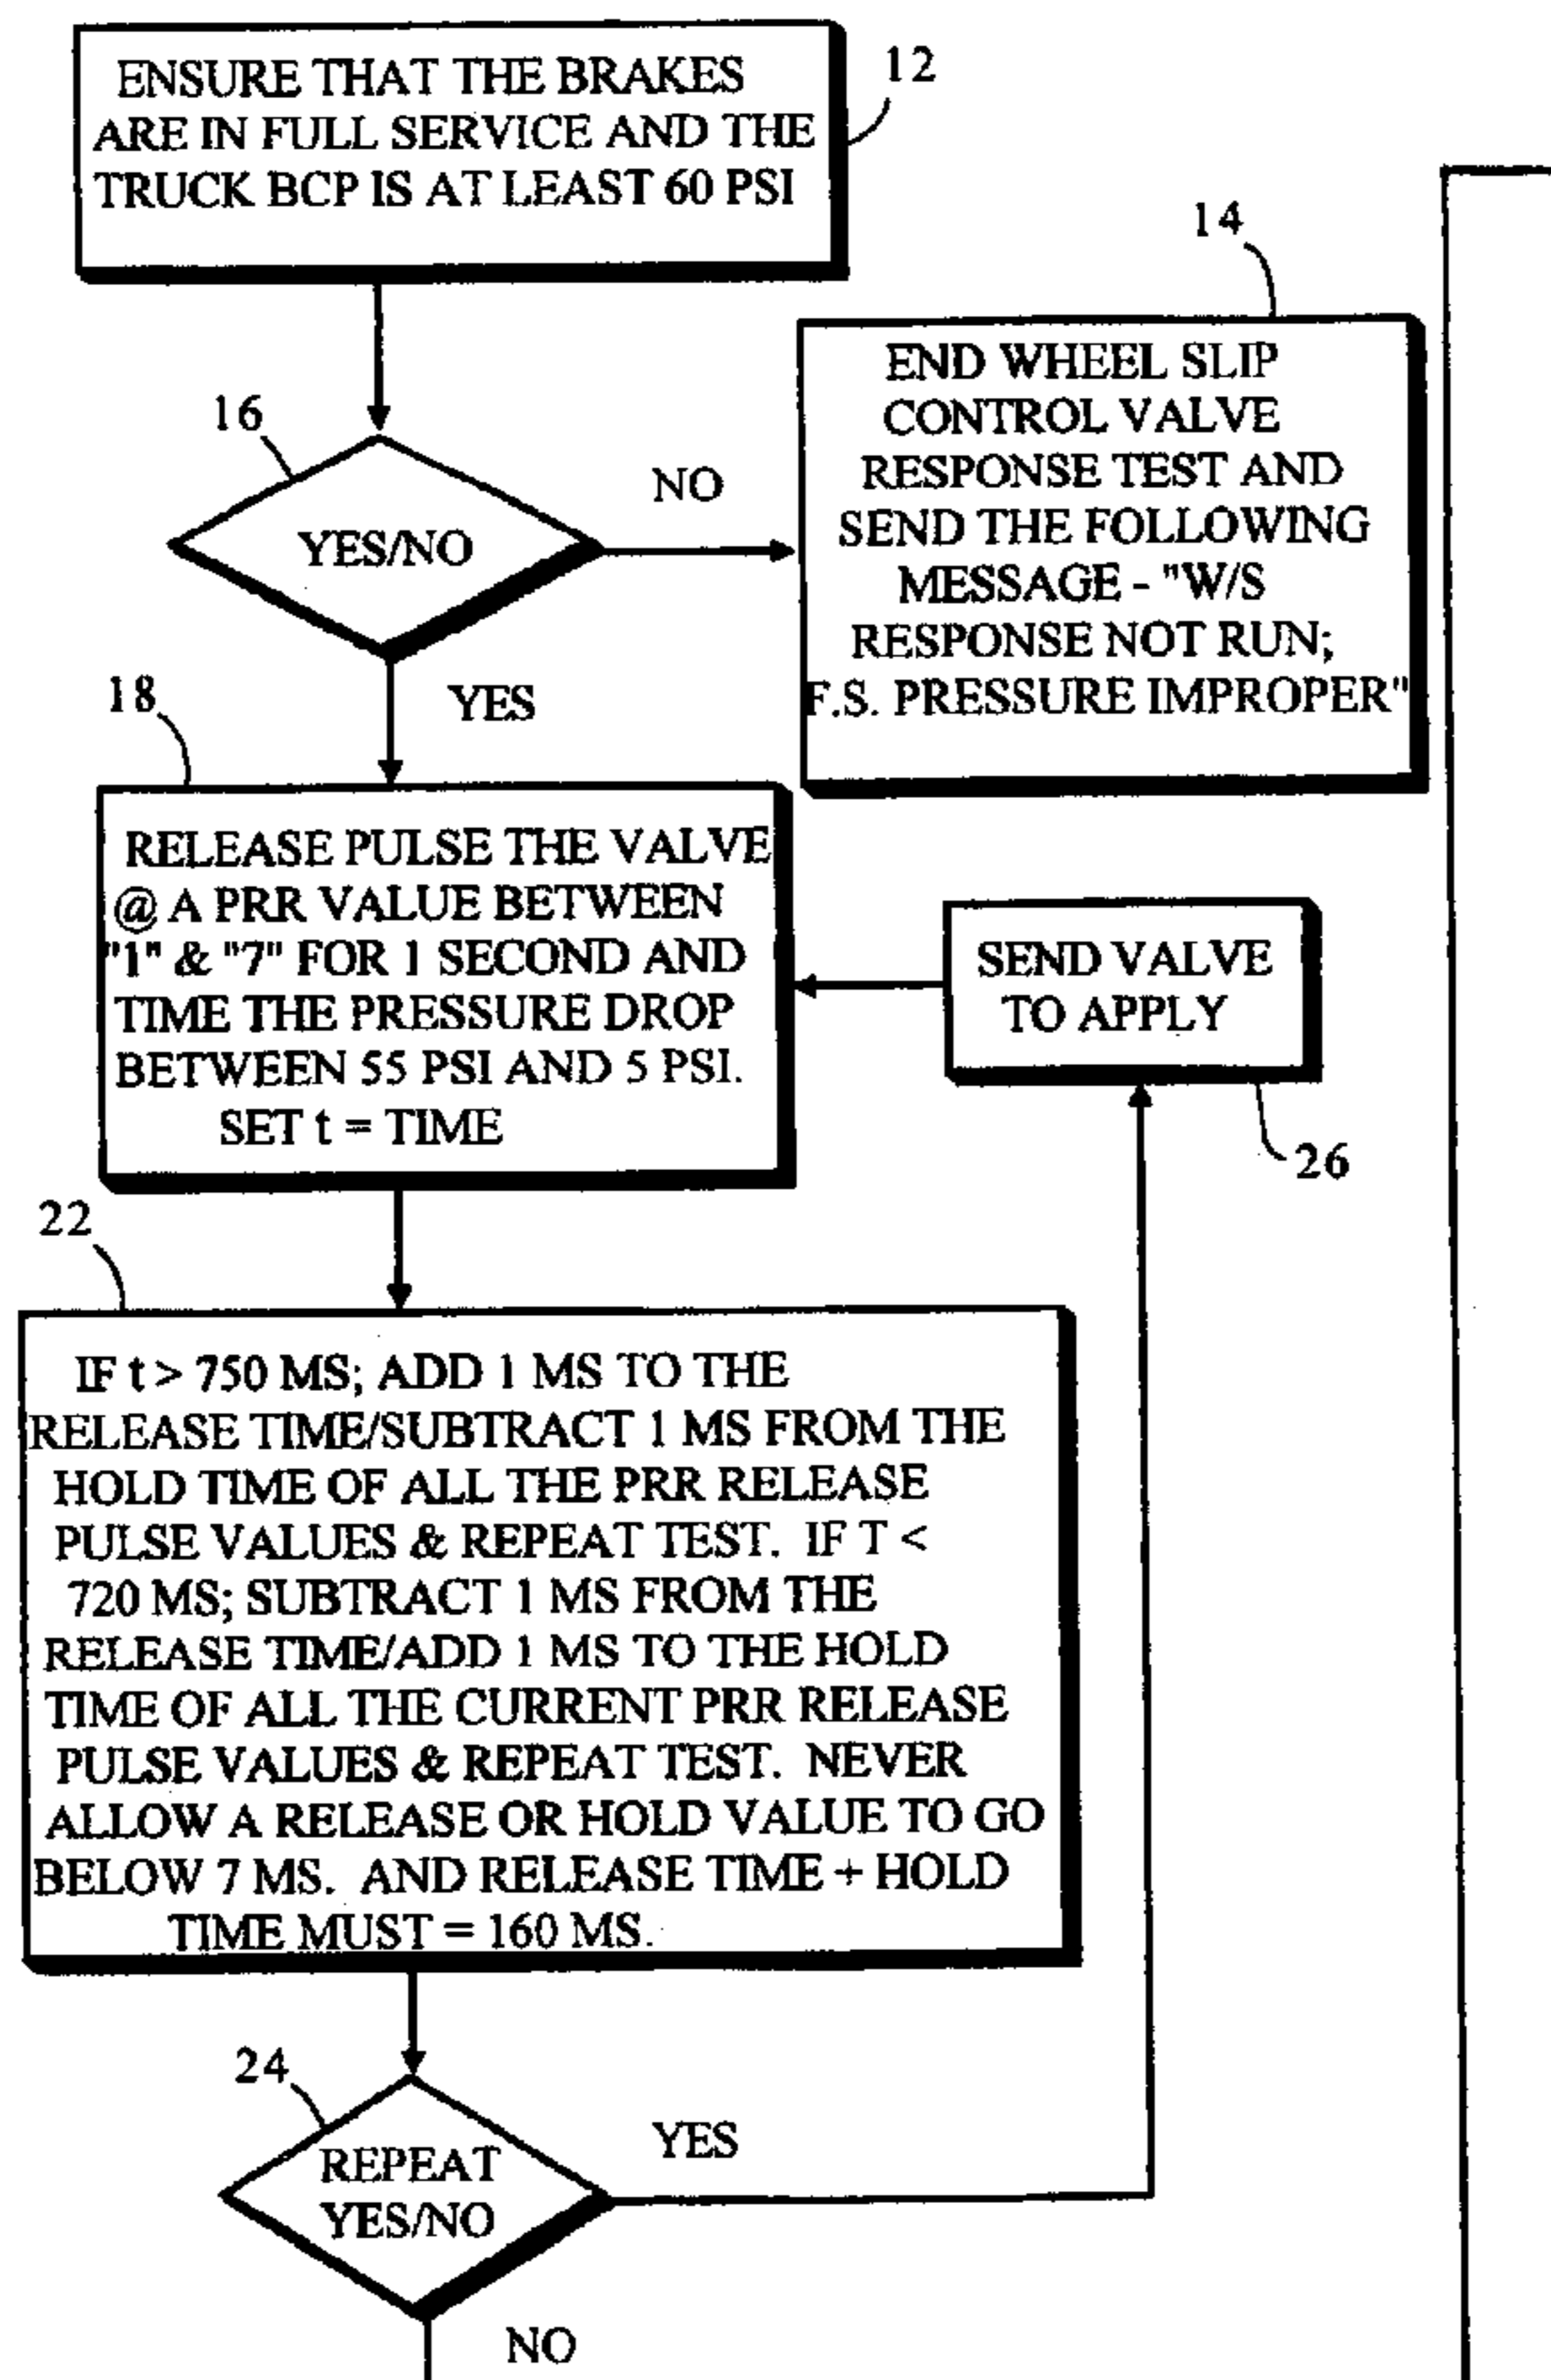 ENSURE THAT THE BRAKES
ARE IN FULL SERVICE AND THE
TRUCK BCP IS AT LEAST 60 PSI
12
14
END WHEEL SLIP
CONTROL VALVE
RESPONSE TEST AND
SEND THE FOLLOWING
MESSAGE - "W/S
RESPONSE NOT RUN;
F.S. PRESSURE IMPROPER"
16
YES/NO
NO
YES
18
RELEASE PULSE THE VALVE
@ A PRR VALUE BETWEEN
"1" & "7" FOR 1 SECOND AND
TIME THE PRESSURE DROP
BETWEEN 55 PSI AND 5 PSI.
SET t = TIME
SEND VALVE
TO APPLY
26
22
IF t > 750 MS; ADD 1 MS TO THE
RELEASE TIME/SUBTRACT 1 MS FROM THE
HOLD TIME OF ALL THE PRR RELEASE
PULSE VALUES & REPEAT TEST. IF T <
720 MS; SUBTRACT 1 MS FROM THE
RELEASE TIME/ADD 1 MS TO THE HOLD
TIME OF ALL THE CURRENT PRR RELEASE
PULSE VALUES & REPEAT TEST. NEVER
ALLOW A RELEASE OR HOLD VALUE TO GO
BELOW 7 MS. AND RELEASE TIME + HOLD
TIME MUST = 160 MS.
24
REPEAT
YES/NO
YES
NO